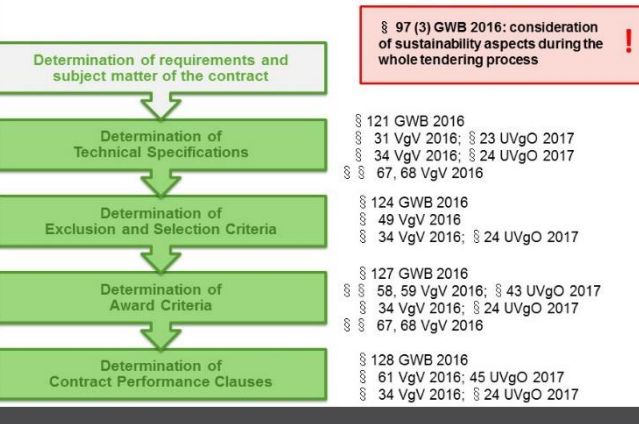 § 97 (3) GWB 2016: consideration
of sustainability aspects during the
whole tendering process
!
Determination of requirements and
subject matter of the contract
Determination of
Technical Specifications
§ 121 GWB 2016
§ 31 VgV 2016; § 23 UVgO 2017
§ 34 VgV 2016; § 24 UVgO 2017
§ § 67, 68 VgV 2016
Determination of
Exclusion and Selection Criteria
§ 124 GWB 2016
§ 49 VgV 2016
§ 34 VgV 2016; § 24 UVgO 2017
Determination of
Award Criteria
§ 127 GWB 2016
§ § 58, 59 VgV 2016; § 43 UVgO 2017
§ 34 VgV 2016; § 24 UVgO 2017
§ § 67, 68 VgV 2016
Determination of
Contract Performance Clauses
§ 128 GWB 2016
§ 61 VgV 2016; 45 UVgO 2017
§ 34 VgV 2016; § 24 UVgO 2017